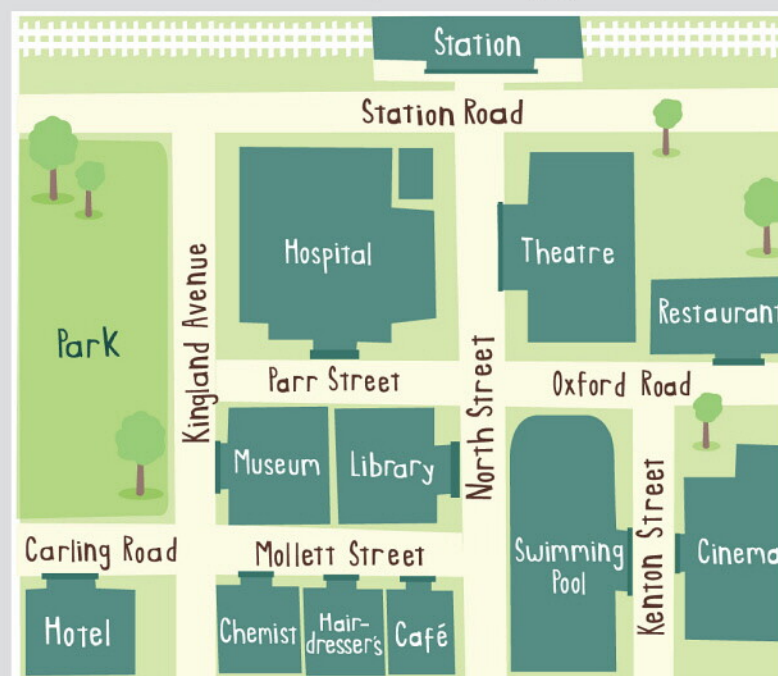 Station
Station Road
Hospital
Theatre
Restaurant
Park
Kingland Avenue
Parr Street
North Street
Oxford Road
Museum
Library
Kenton Street
Carling Road
Mollett Street
Swimming
Pool
Cinema
Hotel
Chemist
Hair-
dresser's
Café